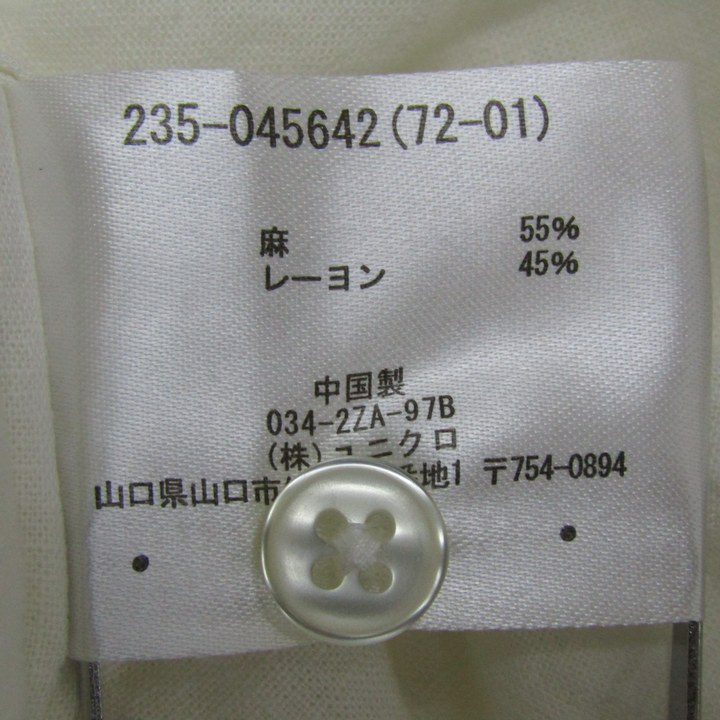 235-045642(72-01)
麻 55%
レーヨン 45%
中国製
034-2ZA-97B
(株)ユニクロ
山口県山口市 番地1 〒754-0894